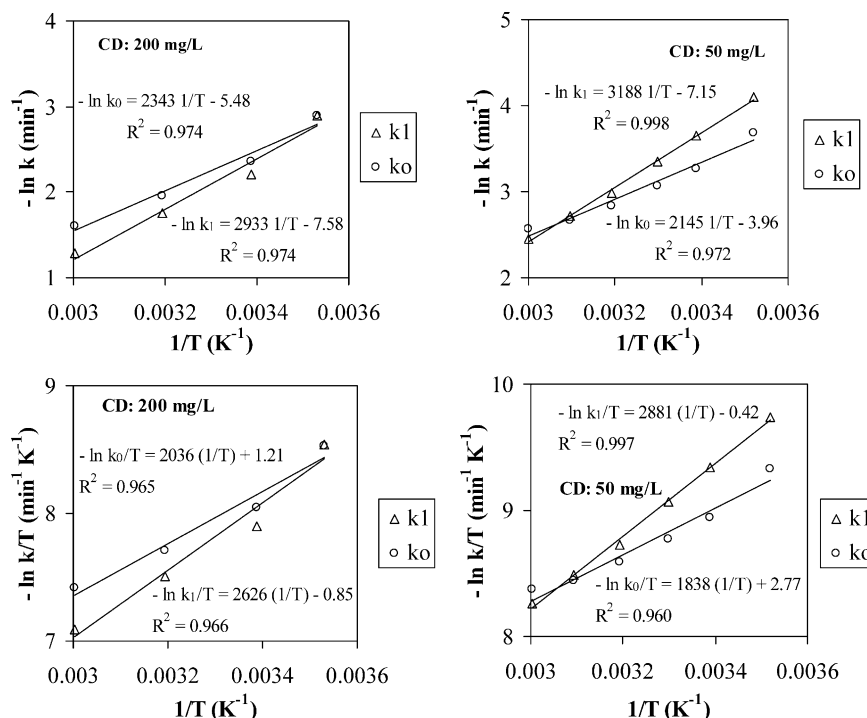 4
3
2
1
- ln k (min-1)
CD: 200 mg/L
- ln k0 = 2343 1/T - 5.48
R2 = 0.974
- ln k1 = 2933 1/T - 7.58
R2 = 0.974
0.003
0.0032
0.0034
0.0036
1/T (K-1)
k1
ko
5
4
3
2
- ln k (min-1)
CD: 50 mg/L
- ln k1 = 3188 1/T - 7.15
R2 = 0.998
- ln k0 = 2145 1/T - 3.96
R2 = 0.972
0.003
0.0032
0.0034
0.0036
1/T (K-1)
k1
ko
9
8
7
- ln k/T (min-1 K-1)
CD: 200 mg/L
- ln k0/T = 2036 (1/T) + 1.21
R2 = 0.965
- ln k1/T = 2626 (1/T) - 0.85
R2 = 0.966
0.003
0.0032
0.0034
0.0036
1/T (K-1)
k1
ko
10
9
8
- ln k/T (min-1 K-1)
- ln k1/T = 2881 (1/T) - 0.42
R2 = 0.997
CD: 50 mg/L
- ln k0/T = 1838 (1/T) + 2.77
R2 = 0.960
0.003
0.0032
0.0034
0.0036
1/T (K-1)
k1
ko